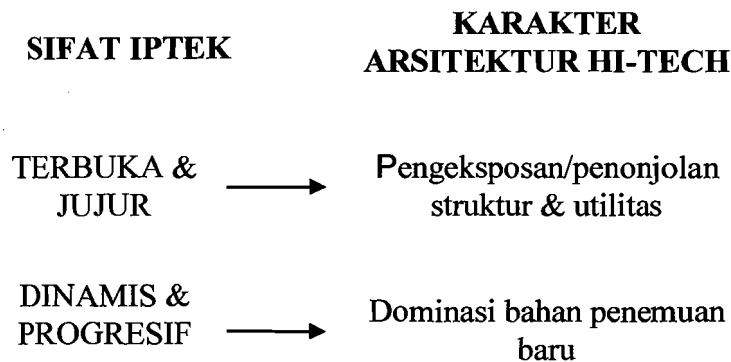 SIFAT IPTEK
KARAKTER
ARSITEKTUR HI-TECH
TERBUKA &
JUJUR
Pengeksposan/penonjolan
struktur & utilitas
DINAMIS &
PROGRESIF
Dominasi bahan penemuan
baru